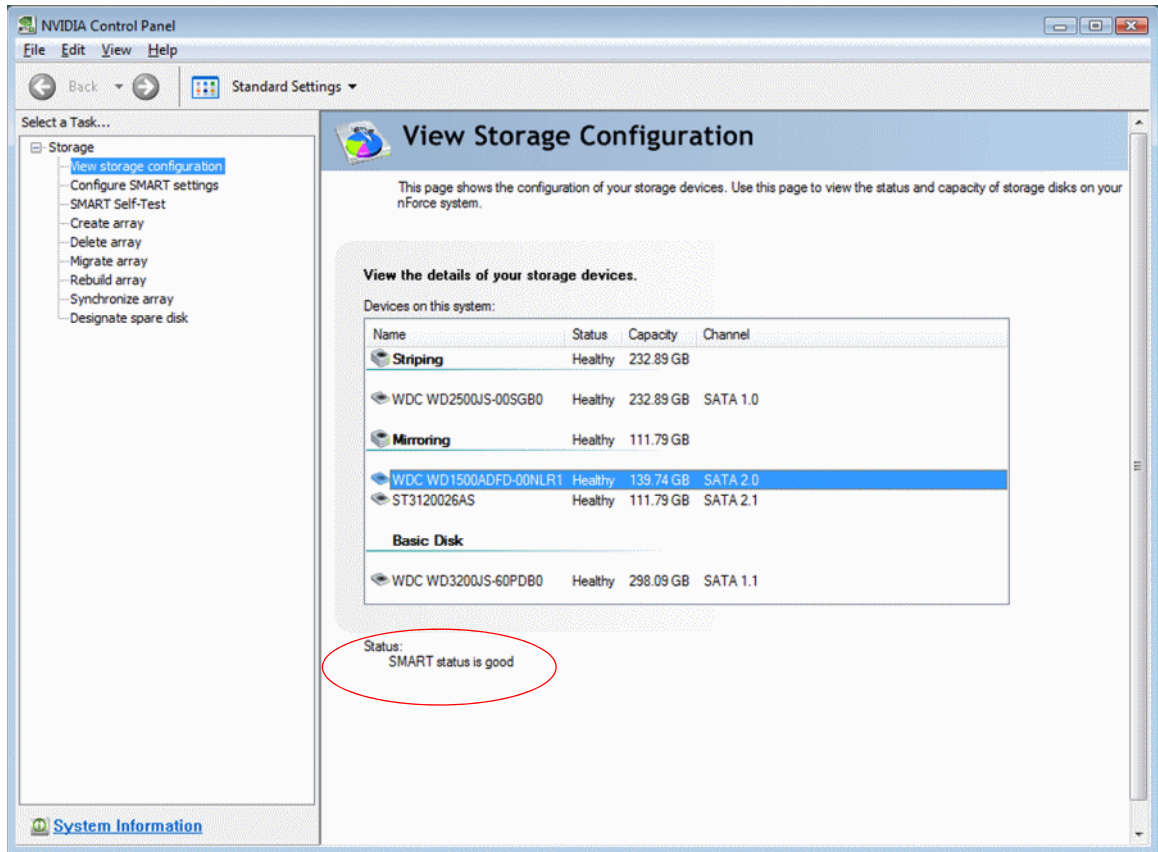 NVIDIA Control Panel
File Edit View Help
Back Standard Settings
Select a Task...
Storage
View storage configuration
Configure SMART settings
SMART Self-Test
Create array
Delete array
Migrate array
Rebuild array
Synchronize array
Designate spare disk
System Information
View Storage Configuration
This page shows the configuration of your storage devices. Use this page to view the status and capacity of storage disks on your
nForce system.
View the details of your storage devices.
Devices on this system:
Name Status Capacity Channel
Striping Healthy 232.89 GB
WDC WD2500JS-00SGB0 Healthy 232.89 GB SATA 1.0
Mirroring Healthy 111.79 GB
WDC WD1500ADFD-00NLR1 Healthy 139.74 GB SATA 2.0
ST3120026AS Healthy 111.79 GB SATA 2.1
Basic Disk
WDC WD3200JS-60PDB0 Healthy 298.09 GB SATA 1.1
Status:
SMART status is good